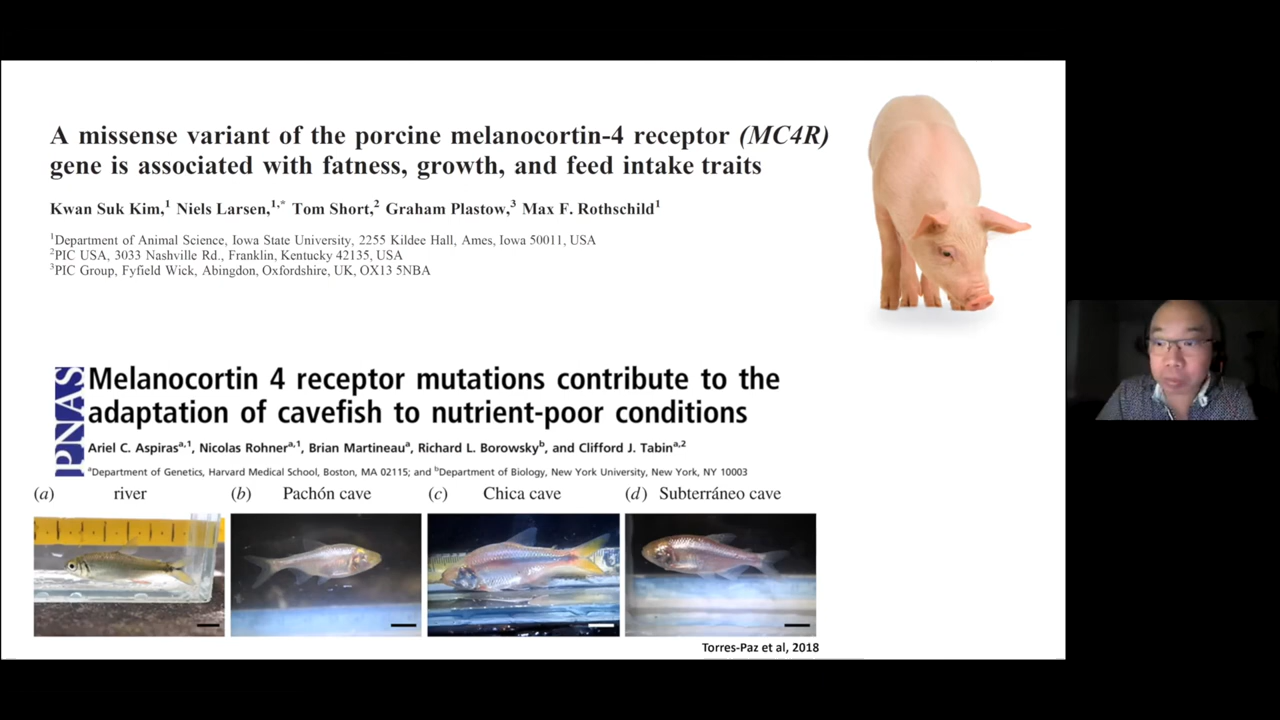 A missense variant of the porcine melanocortin-4 receptor (MC4R)
gene is associated with fatness, growth, and feed intake traits
Kwan Suk Kim,1 Niels Larsen,1,* Tom Short,2 Graham Plastow,3 Max F. Rothschild1
1Department of Animal Science, Iowa State University, 2255 Kildee Hall, Ames, Iowa 50011, USA
2PIC USA, 3033 Nashville Rd., Franklin, Kentucky 42135, USA
3PIC Group, Fyfield Wick, Abingdon, Oxfordshire, UK, OX13 5NBA
PNAS
Melanocortin 4 receptor mutations contribute to the
adaptation of cavefish to nutrient-poor conditions
Ariel C. Aspirasa,1, Nicolas Rohnera,1, Brian Martineaua, Richard L. Borowskyb, and Clifford J. Tabina,2
aDepartment of Genetics, Harvard Medical School, Boston, MA 02115; and bDepartment of Biology, New York University, New York, NY 10003
(a) river (b) Pachón cave (c) Chica cave (d) Subterráneo cave
Torres-Paz et al, 2018